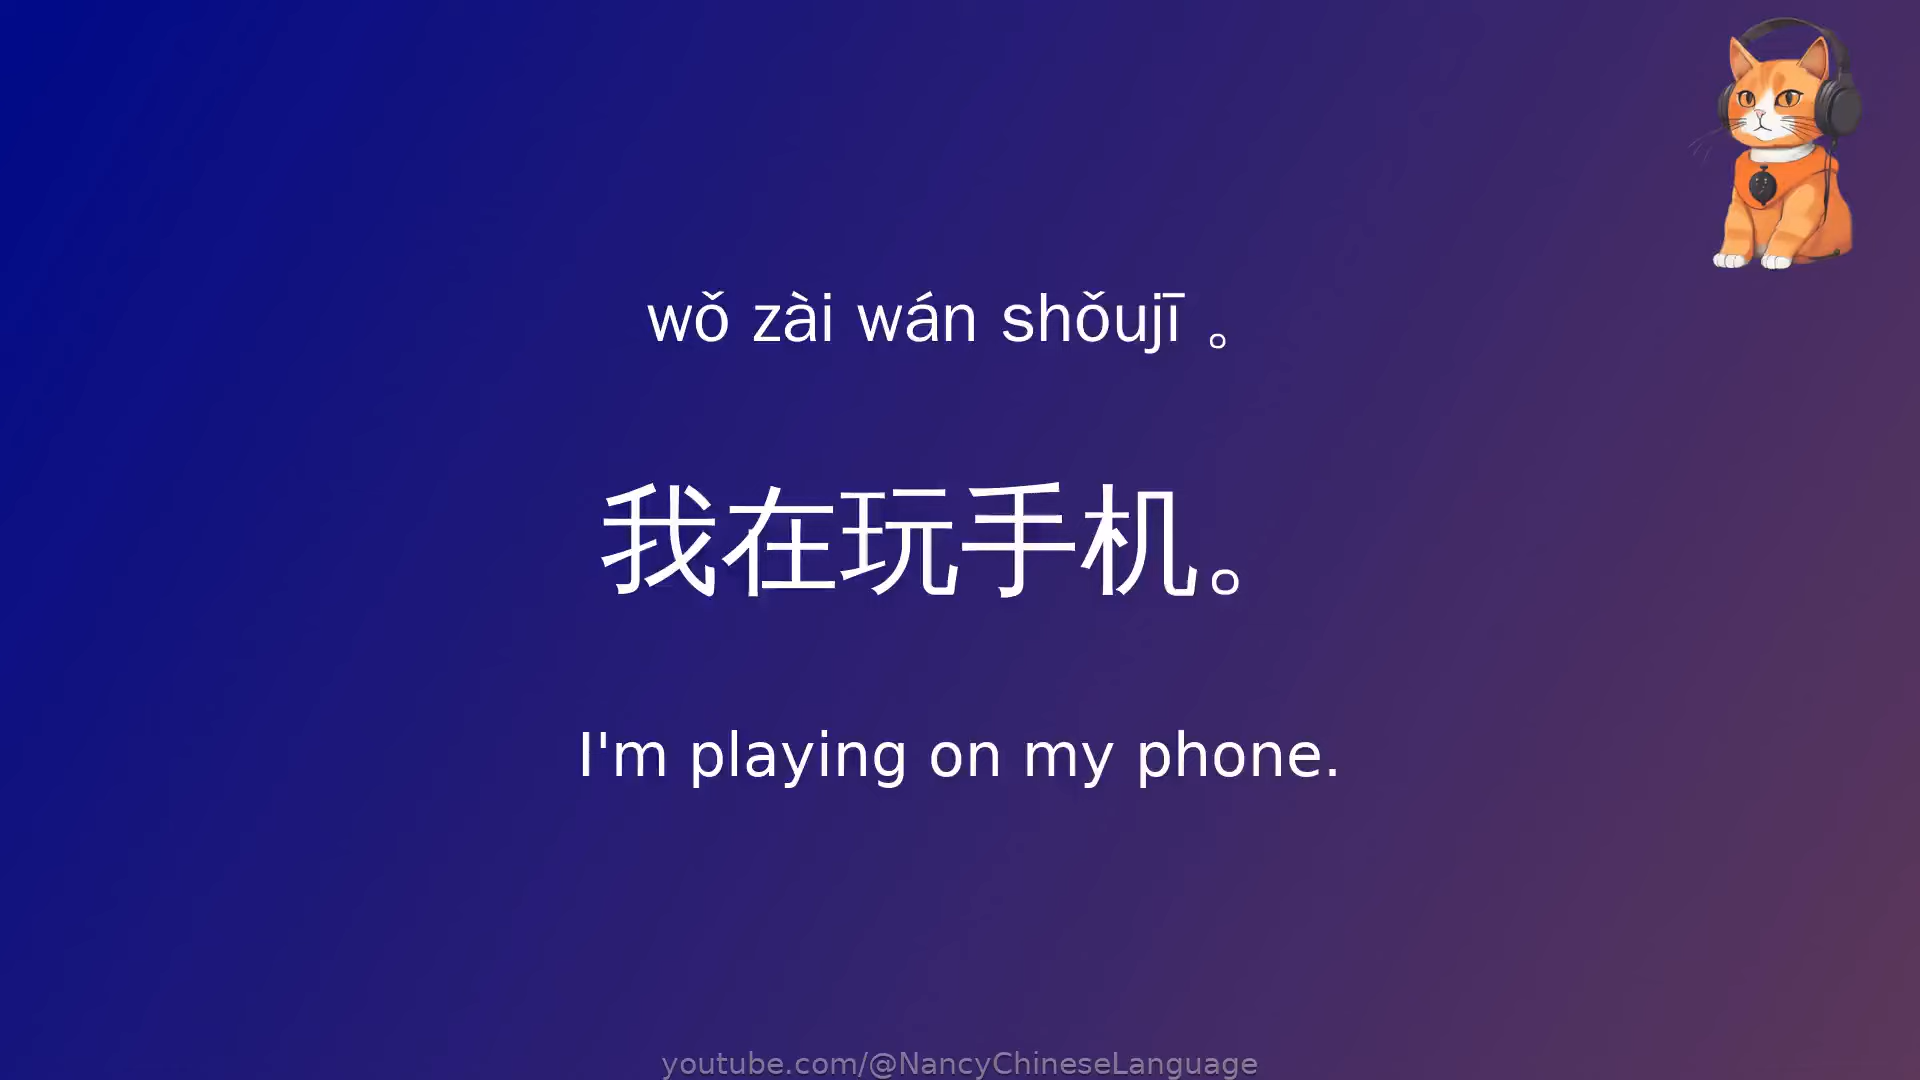 wǒ zài wán shǒujī 。
我在玩手机。
I'm playing on my phone.
youtube.com/@NancyChineseLanguage